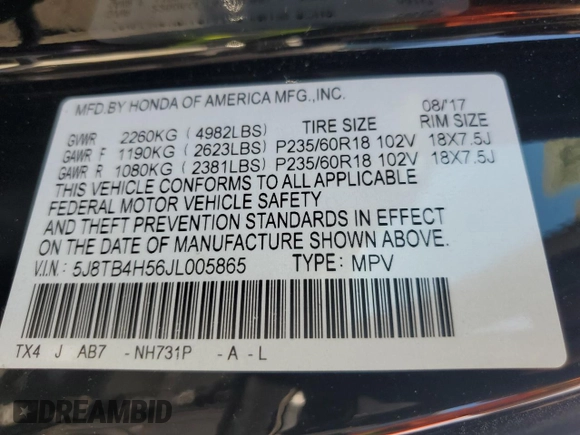 MFD.BY HONDA OF AMERICA MFG.,INC. 08/'17
GVWR 2260KG (4982LBS) TIRE SIZE RIM SIZE
GAWR F 1190KG (2623LBS) P235/60R18 102V 18X7.5J
GAWR R 1080KG (2381LBS) P235/60R18 102V 18X7.5J
THIS VEHICLE CONFORMS TO ALL APPLICABLE
FEDERAL MOTOR VEHICLE SAFETY
AND THEFT PREVENTION STANDARDS IN EFFECT
ON THE DATE OF MANUFACTURE SHOWN ABOVE.
V.I.N.: 5J8TB4H56JL005865 TYPE: MPV
TX4 J AB7 -NH731P -A -L
DREAMBID